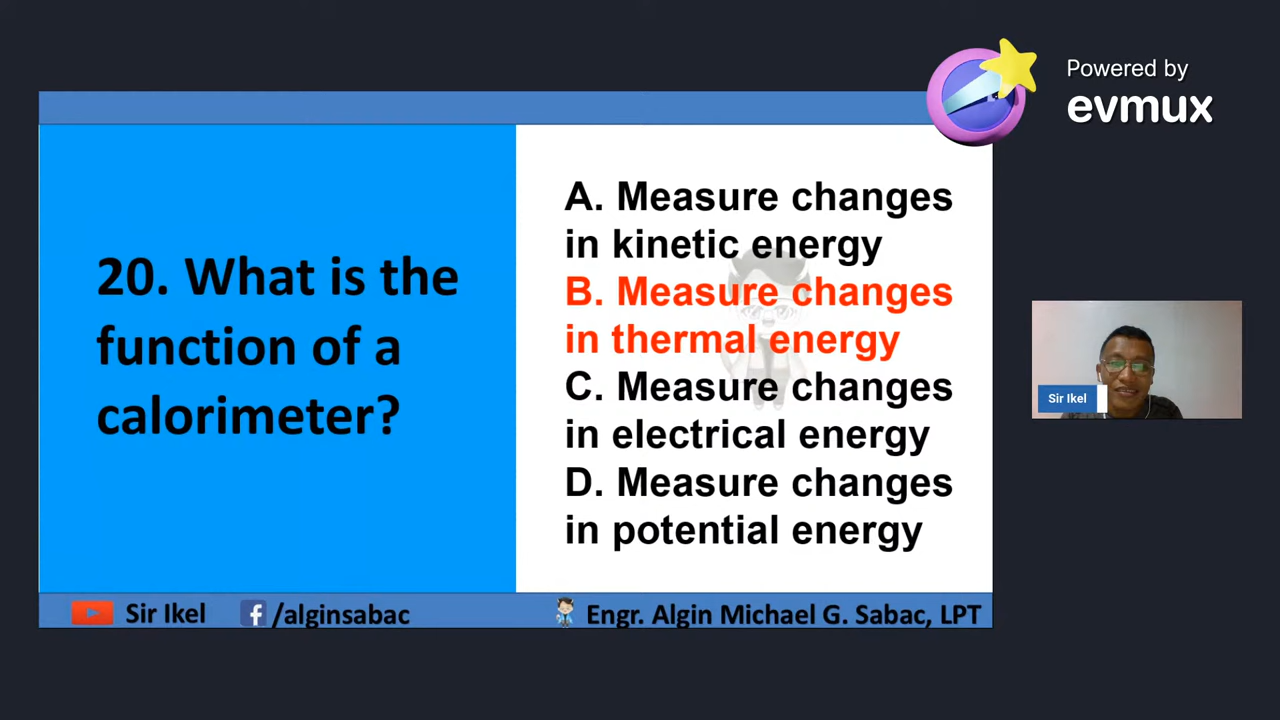 Powered by
evmux
20. What is the
function of a
calorimeter?
A. Measure changes
in kinetic energy
B. Measure changes
in thermal energy
C. Measure changes
in electrical energy
D. Measure changes
in potential energy
Sir Ikel
Sir Ikel /alginsabac Engr. Algin Michael G. Sabac, LPT